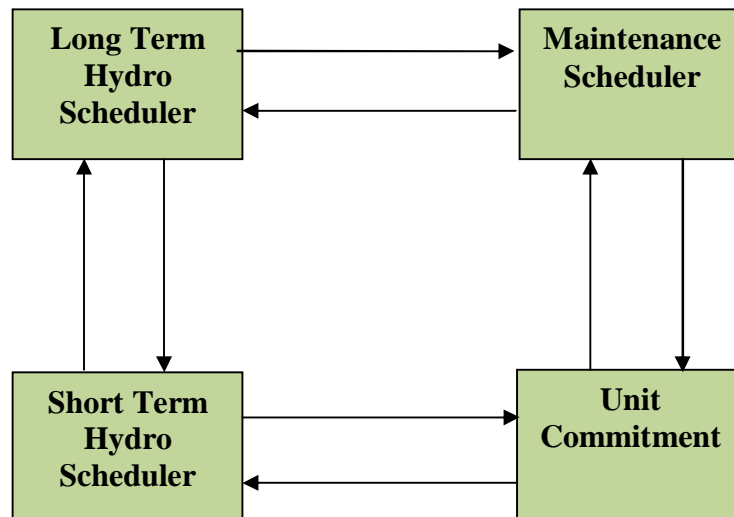 Long Term
Hydro
Scheduler
Maintenance
Scheduler
Short Term
Hydro
Scheduler
Unit
Commitment